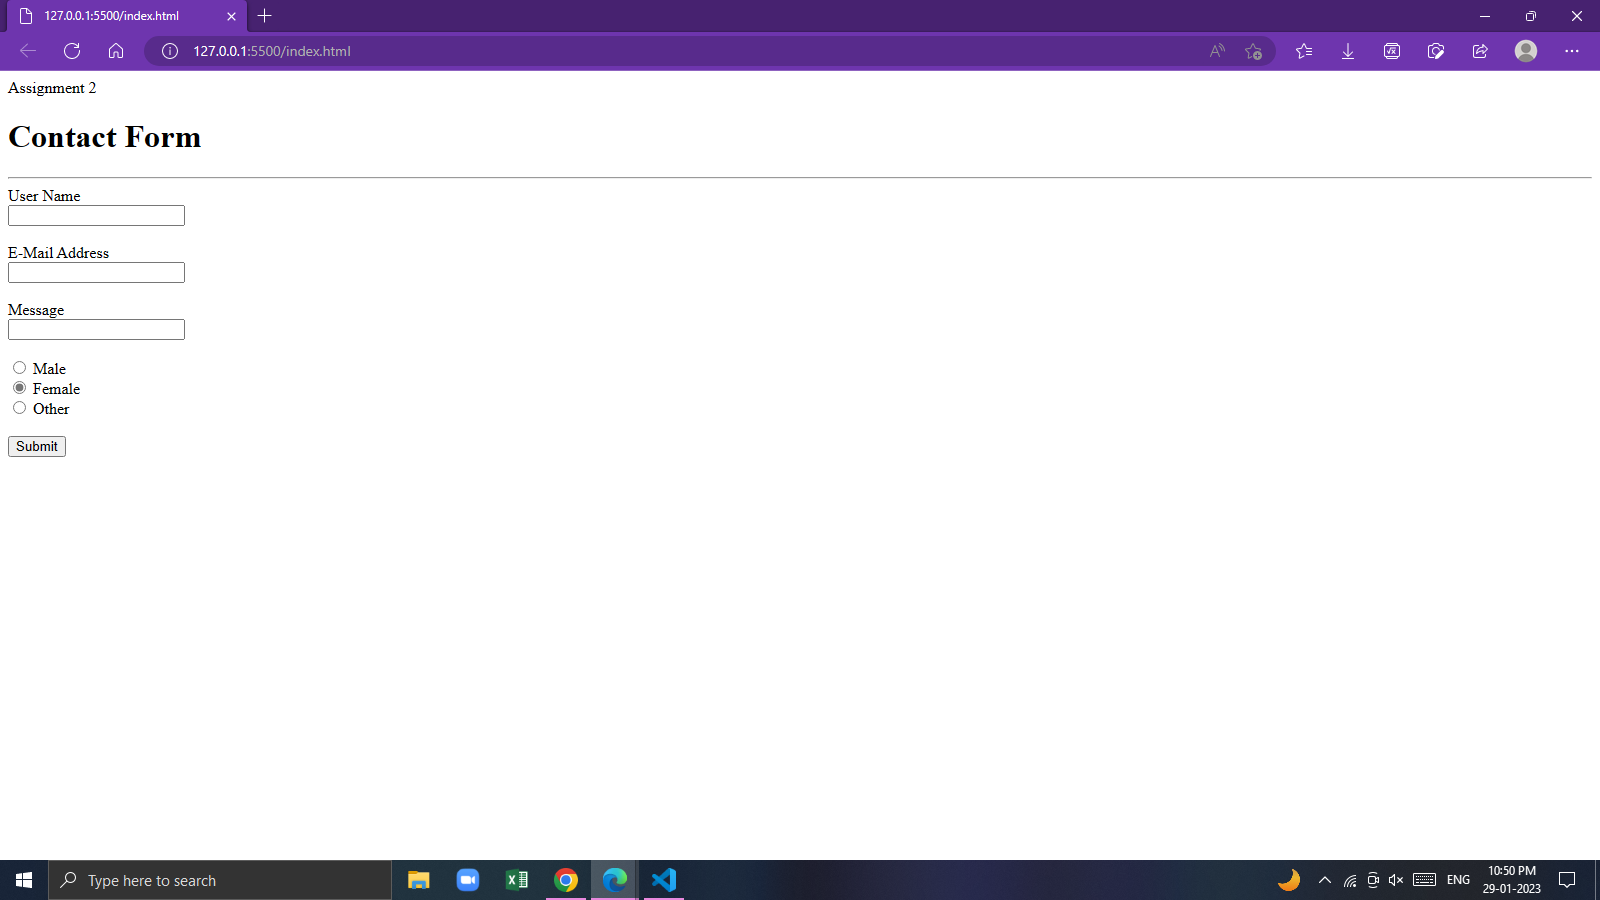 127.0.0.1:5500/index.html
127.0.0.1:5500/index.html
Assignment 2
Contact Form
User Name
E-Mail Address
Message
Male
Female
Other
Submit
Type here to search
ENG
10:50 PM
29-01-2023